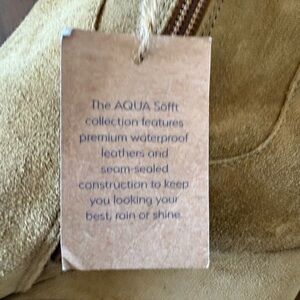 The AQUA Söfft
collection features
premium waterproof
leathers and
seam-sealed
construction to keep
you looking your
best, rain or shine.